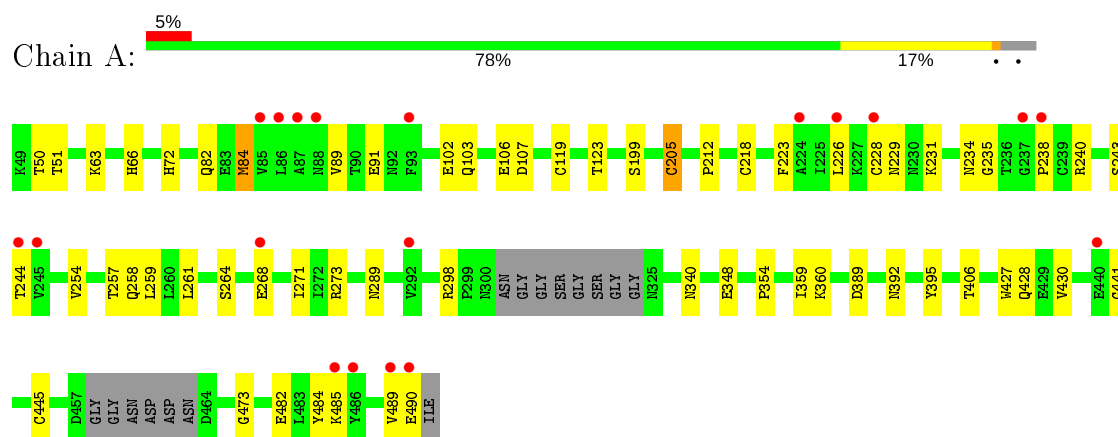 5%
Chain A:
78%
17%
• •
K49 T50 T51 K63 H66 H72 Q82 E83 M84 V85 L86 A87 N88 V89 T90 E91 N92 F93 E102 Q103 E106 D107 C119 T123 S199 C205 P212 C218 F223 A224 I225 L226 K227 C228 N229 N230 K231 N234 G235 T236 G237 P238 C239 R240 S243
T244 V245 V254 T257 Q258 L259 L260 L261 S264 E268 I271 I272 R273 N289 V292 R298 P299 N300 ASN GLY GLY SER GLY SER GLY GLY N325 N340 E348 P354 I359 K360 D389 N392 Y395 T406 W427 Q428 E429 V430 E440
C445 D457 GLY GLY ASN ASP ASP ASN D464 G473 E482 L483 Y484 K485 Y486 V489 E490 ILE